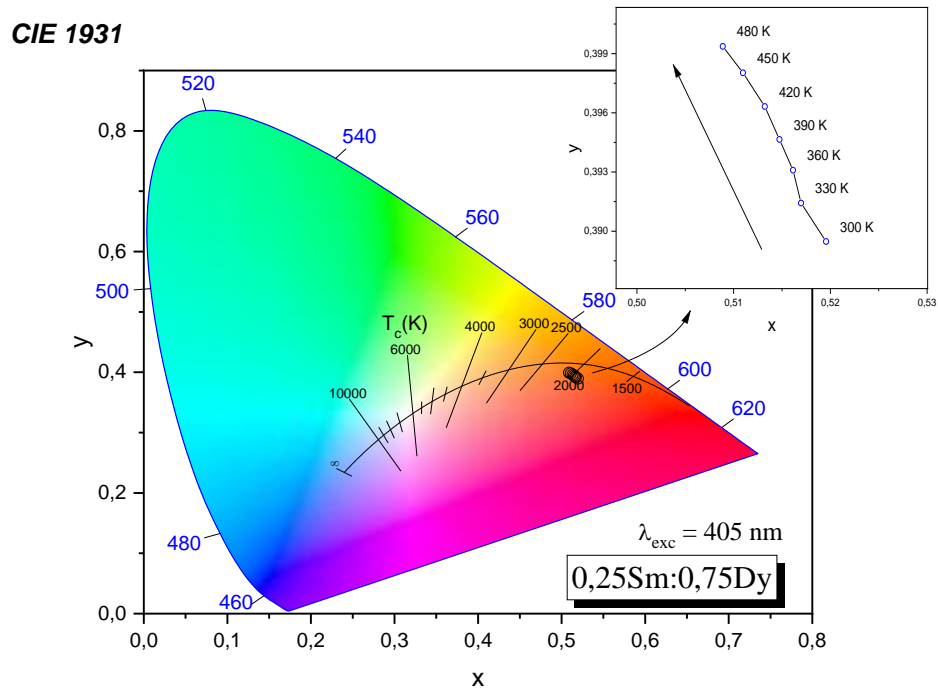 CIE 1931
480 K
450 K
420 K
390 K
360 K
330 K
300 K
0,399
0,396
0,393
0,390
y
0,50
0,51
0,52
0,53
x
520
540
560
580
600
620
500
480
460
0,8
0,6
0,4
0,2
0,0
y
T_c(K)
∞
10000
6000
4000
3000
2500
2000
1500
λ_exc = 405 nm
0,25Sm:0,75Dy
0,0
0,1
0,2
0,3
0,4
0,5
0,6
0,7
0,8
x